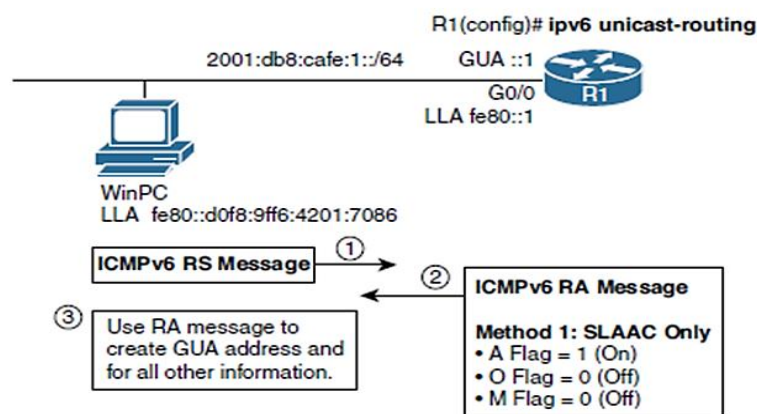 R1(config)# ipv6 unicast-routing
2001:db8:cafe:1::/64
GUA ::1
G0/0
R1
LLA fe80::1
WinPC
LLA fe80::d0f8:9ff6:4201:7086
ICMPv6 RS Message
1
2
ICMPv6 RA Message
Method 1: SLAAC Only
• A Flag = 1 (On)
• O Flag = 0 (Off)
• M Flag = 0 (Off)
3
Use RA message to
create GUA address and
for all other information.